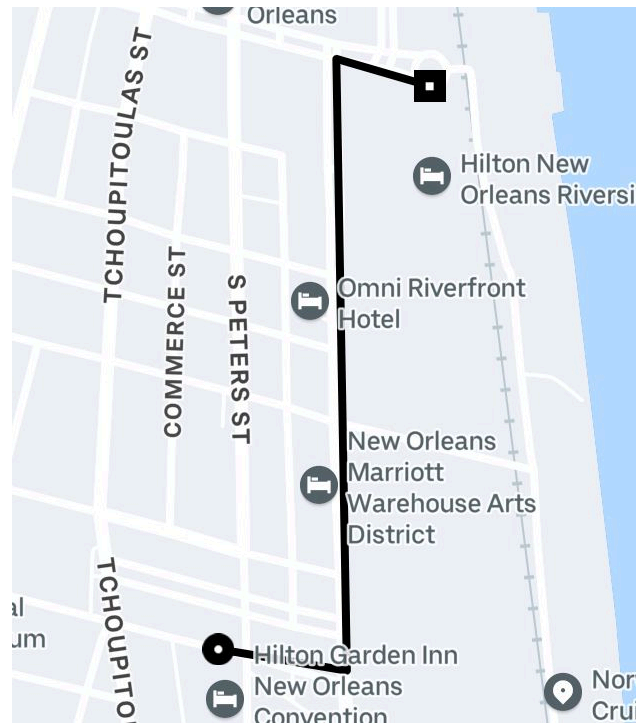 Orleans
TCHOUPITOULAS ST
Hilton New
Orleans Riversi
COMMERCE ST
S PETERS ST
Omni Riverfront
Hotel
New Orleans
Marriott
Warehouse Arts
District
TCHOUPITO
al
um
Hilton Garden Inn
New Orleans
Convention
Nor
Cru